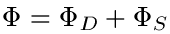 Φ = Φ_D + Φ_S